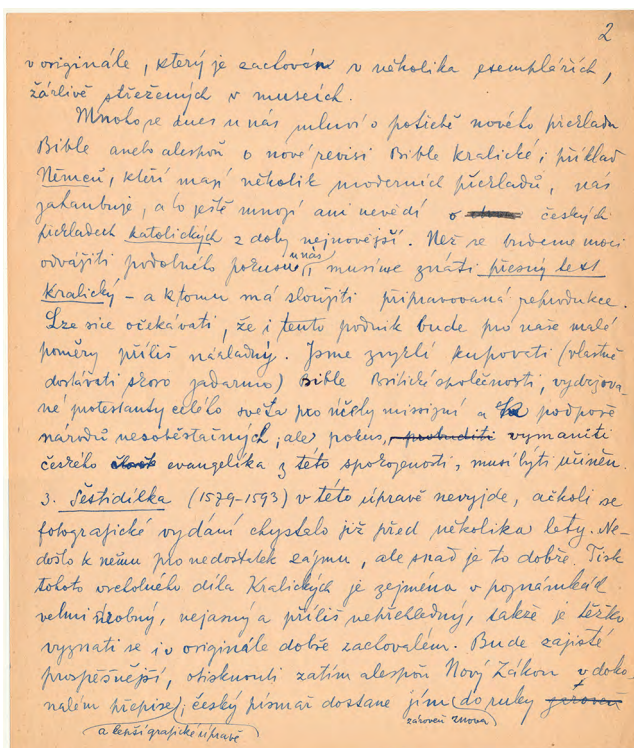 2
v originále, který je zachován v několika exemplářích,
žárlivě střežených v museích.
Mnoho se dnes u nás mluví o potřebě nového překladu
Bible anebo alespoň o nové revisi Bible Kralické; příklad
Němců, kteří mají několik moderních překladů, nás
zahanbuje, a to ještě mnozí ani nevědí o českých
překladech katolických z doby nejnovější. Než se budeme moci
odvážiti podobného pokusu u nás, musíme znáti přesný text
Kralický – a k tomu má sloužiti připravovaná reprodukce.
Lze sice očekávati, že i tento podnik bude pro naše malé
poměry příliš nákladný. Jsme zvyklí kupovati (vlastně
dostávati skoro zadarmo) Bible Britické společnosti, vydržova-
né protestanty celého světa pro účely missijní a k podpoře
národů nesoběstačných; ale pokus, probuditi vymaniti
českého evangelíka z této spokojenosti, musí býti učiněn.
3. Šestidílka (1579-1593) v této úpravě nevyjde, ačkoli se
fotografické vydání chystalo již před několika lety. Ne-
došlo k němu pro nedostatek zájmu, ale snad je to dobře. Tisk
tohoto vrcholného díla Kralických je zejména v poznámkách
velmi drobný, nejasný a příliš nepřehledný, takže je těžko
vyznati se i v originále dobře zachovalém. Bude zajisté
prospěšnější, otisknouti zatím alespoň Nový Zákon v doko-
nalém přepise a lepší grafické úpravě; český písmář dostane jím do ruky zároveň znova